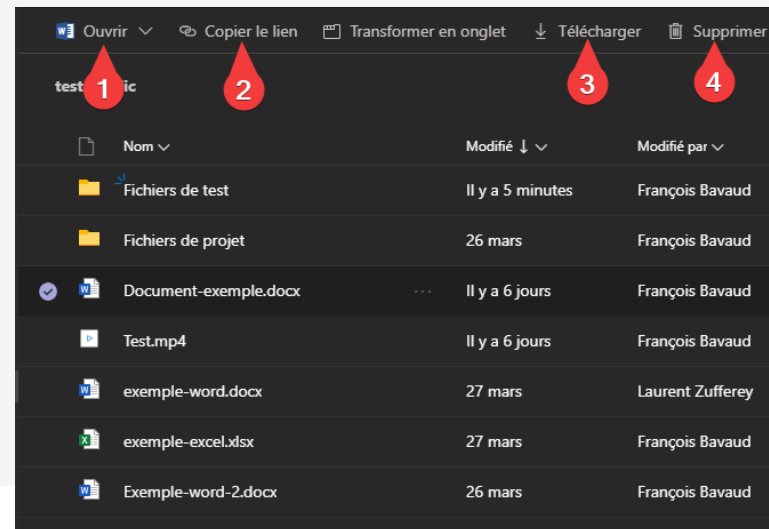 Ouvrir Copier le lien Transformer en onglet Télécharger Supprimer
1 2 3 4
Nom Modifié ↓ Modifié par
Fichiers de test Il y a 5 minutes François Bavaud
Fichiers de projet 26 mars François Bavaud
Document-exemple.docx ... Il y a 6 jours François Bavaud
Test.mp4 Il y a 6 jours François Bavaud
exemple-word.docx 27 mars Laurent Zufferey
exemple-excel.xlsx 27 mars François Bavaud
Exemple-word-2.docx 26 mars François Bavaud